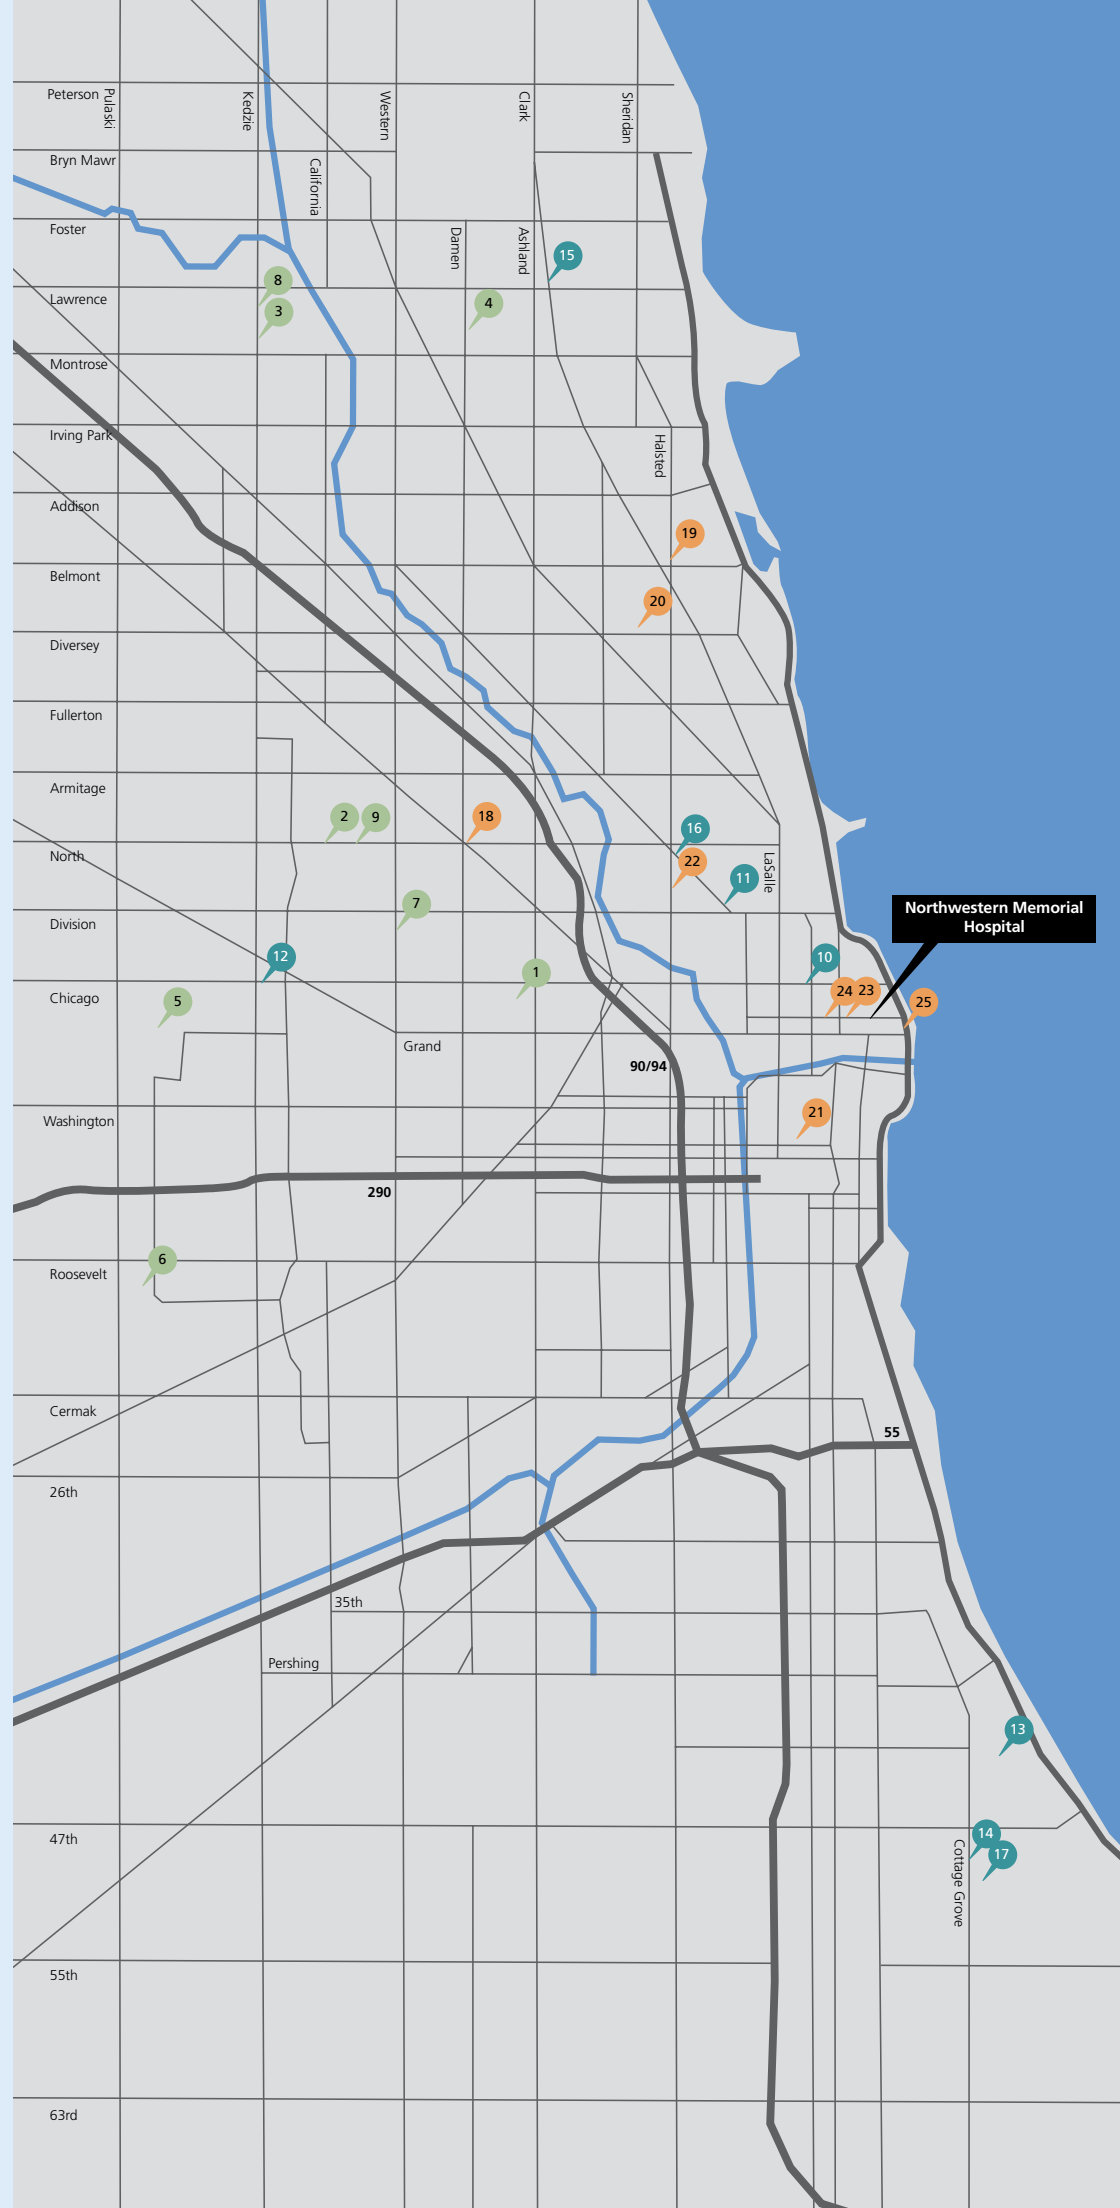 Peterson
Pulaski
Kedzie
Western
Clark
Sheridan
Bryn Mawr
California
Foster
Damen
Ashland
15
8
Lawrence
3
4
Montrose
Irving Park
Halsted
Addison
19
Belmont
20
Diversey
Fullerton
Armitage
2
9
18
16
North
22
LaSalle
11
7
Northwestern Memorial
Hospital
Division
12
10
1
Chicago
5
24
23
25
Grand
90/94
Washington
21
290
6
Roosevelt
Cermak
55
26th
35th
Pershing
13
47th
14
17
Cottage Grove
55th
63rd